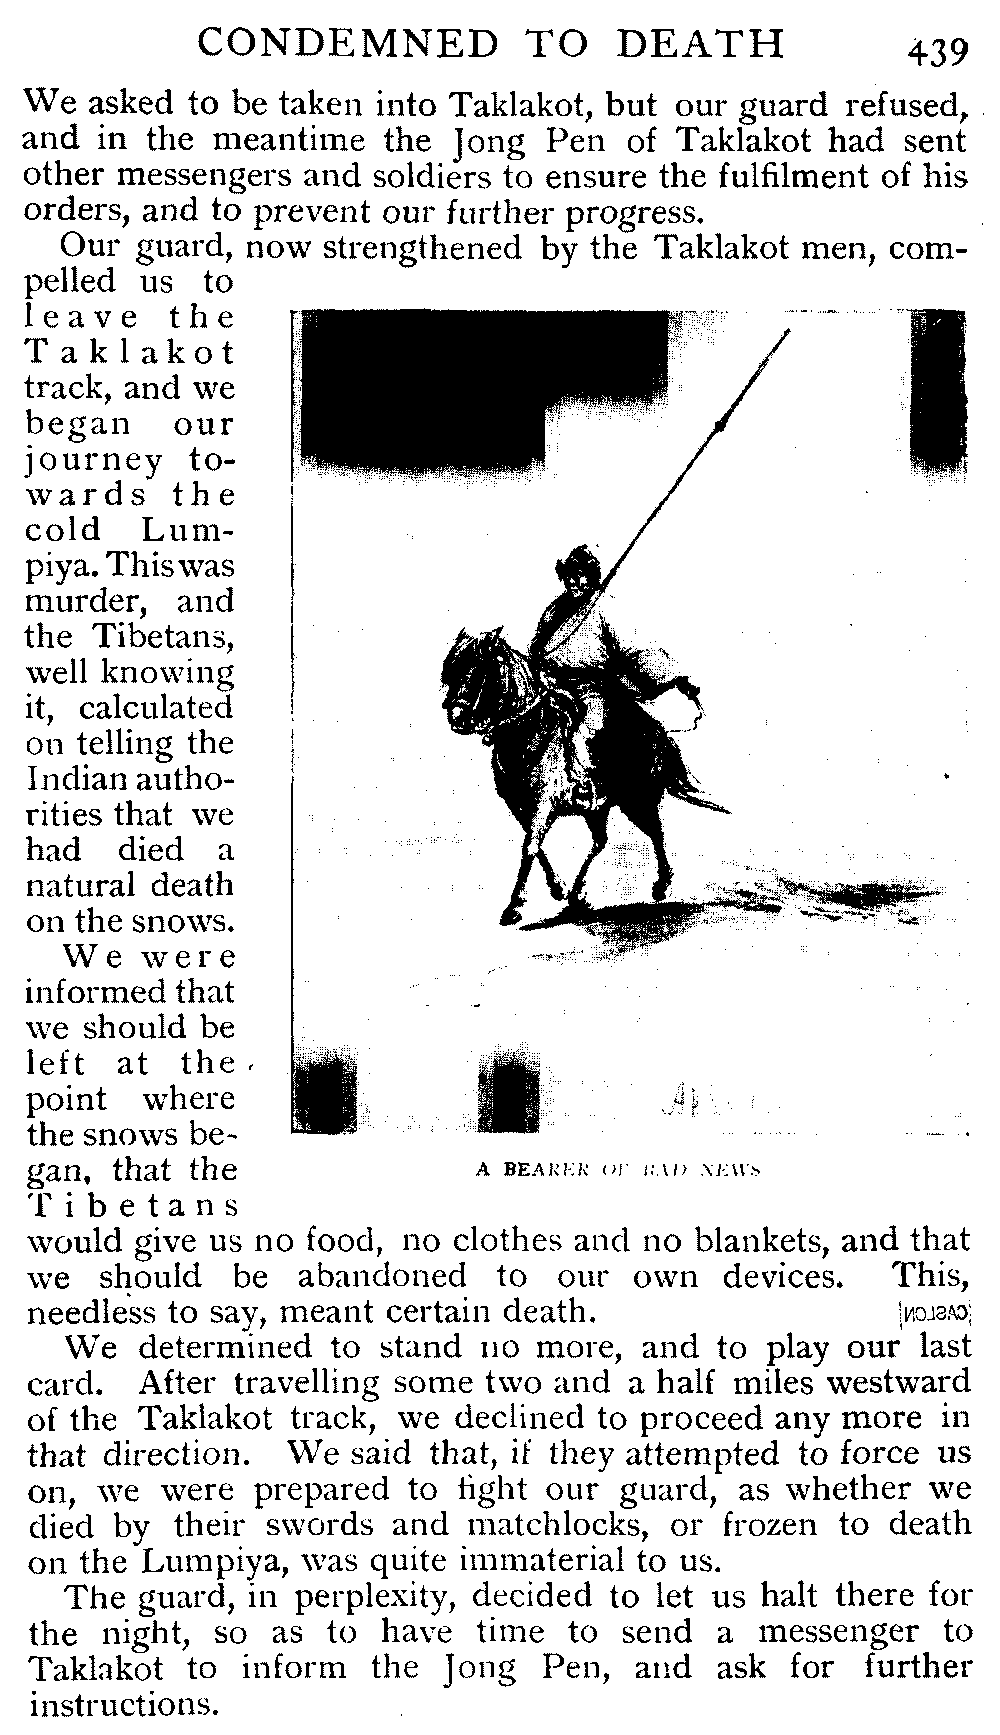 CONDEMNED TO DEATH 439
We asked to be taken into Taklakot, but our guard refused,
and in the meantime the Jong Pen of Taklakot had sent
other messengers and soldiers to ensure the fulfilment of his
orders, and to prevent our further progress.
Our guard, now strengthened by the Taklakot men, com-
pelled us to
leave the
Taklakot
track, and we
began our
journey to-
wards the
cold Lum-
piya. This was
murder, and
the Tibetans,
well knowing
it, calculated
on telling the
Indian autho-
rities that we
had died a
natural death
on the snows.
We were
informed that
we should be
left at the
point where
the snows be-
gan, that the
Tibetans
A BEARER OF BAD NEWS
would give us no food, no clothes and no blankets, and that
we should be abandoned to our own devices. This,
needless to say, meant certain death.
[CASLON]
We determined to stand no more, and to play our last
card. After travelling some two and a half miles westward
of the Taklakot track, we declined to proceed any more in
that direction. We said that, if they attempted to force us
on, we were prepared to fight our guard, as whether we
died by their swords and matchlocks, or frozen to death
on the Lumpiya, was quite immaterial to us.
The guard, in perplexity, decided to let us halt there for
the night, so as to have time to send a messenger to
Taklakot to inform the Jong Pen, and ask for further
instructions.